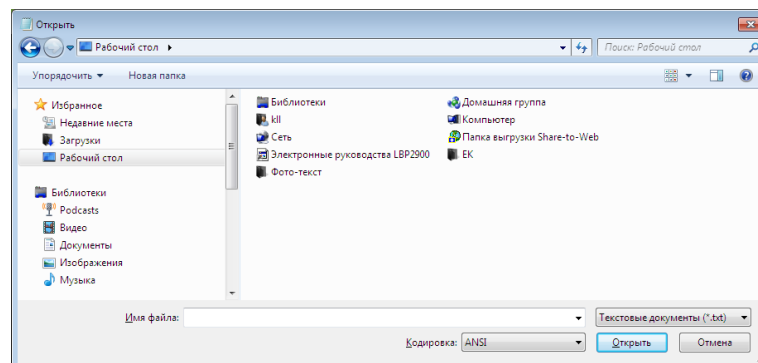 Открыть
Рабочий стол
Поиск: Рабочий стол
Упорядочить
Новая папка
Избранное
Недавние места
Загрузки
Рабочий стол
Библиотеки
Podcasts
Видео
Документы
Изображения
Музыка
Библиотеки
Домашняя группа
kll
Компьютер
Сеть
Папка выгрузки Share-to-Web
Электронные руководства LBP2900
ЕК
Фото-текст
Имя файла:
Текстовые документы (*.txt)
Кодировка: ANSI
Открыть
Отмена